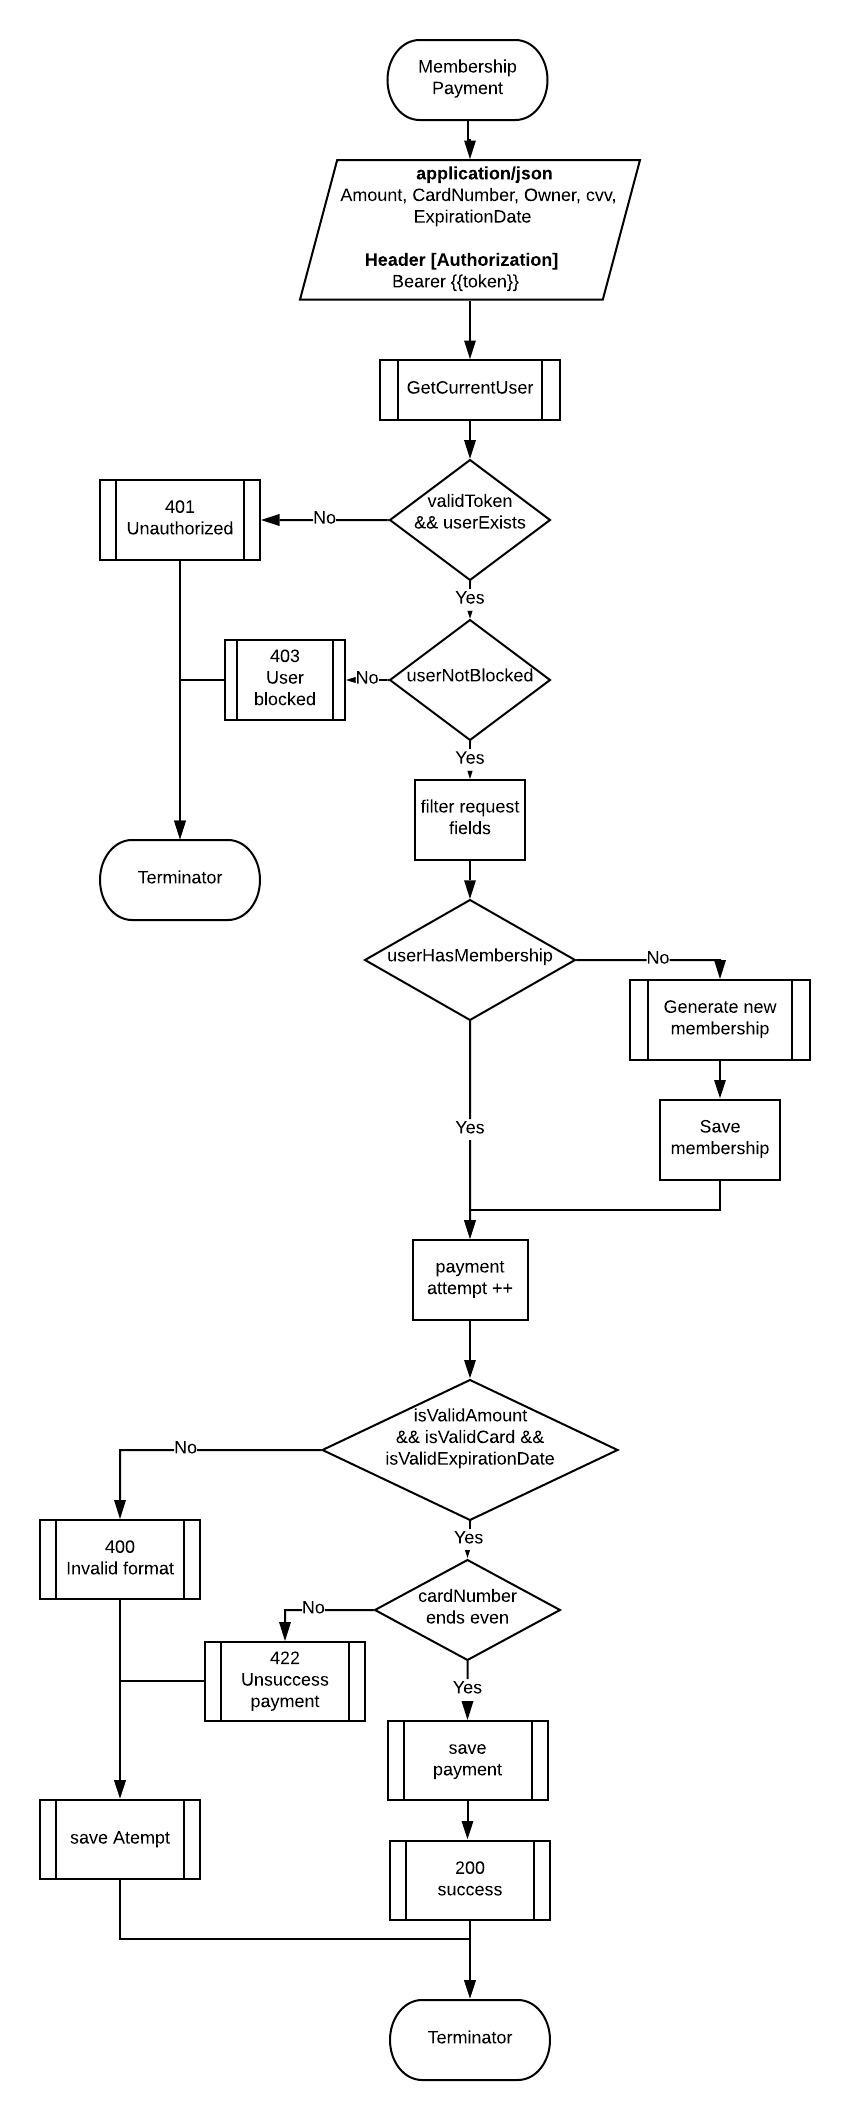 Membership
Payment
application/json
Amount, CardNumber, Owner, cvv,
ExpirationDate
Header [Authorization]
Bearer {{token}}
GetCurrentUser
validToken
&& userExists
No
401
Unauthorized
Yes
userNotBlocked
No
403
User
blocked
Yes
filter request
fields
Terminator
userHasMembership
No
Generate new
membership
Save
membership
Yes
payment
attempt ++
isValidAmount
&& isValidCard &&
isValidExpirationDate
No
400
Invalid format
Yes
cardNumber
ends even
No
422
Unsuccess
payment
Yes
save
payment
save Atempt
200
success
Terminator